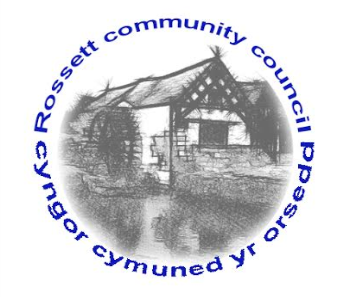 Rossett community council
cyngor cymuned yr orsedd